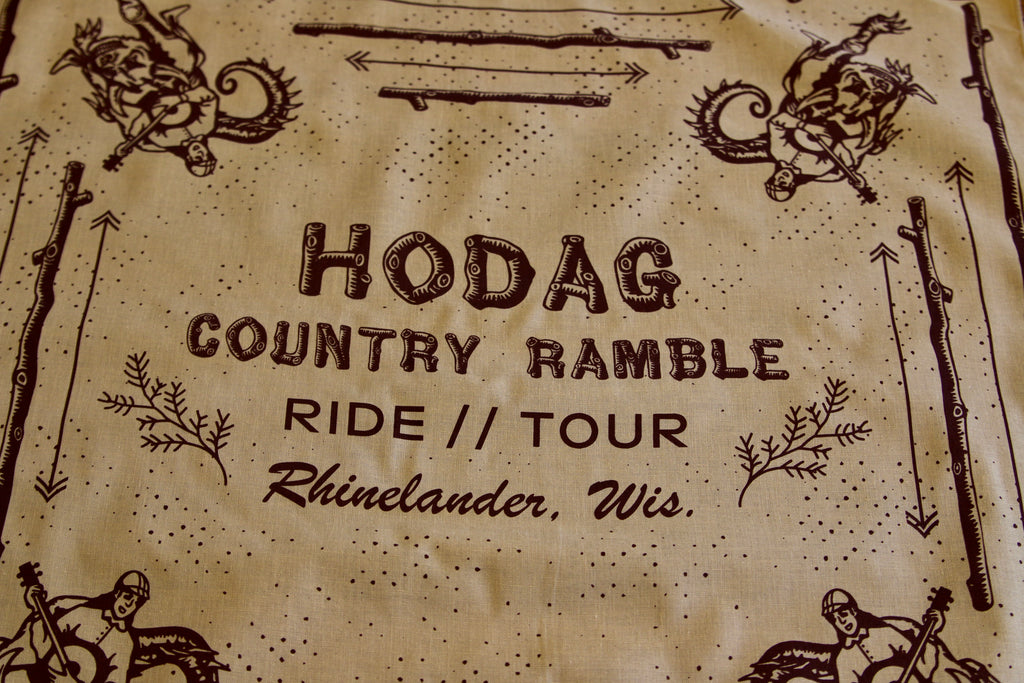 HODAG
COUNTRY RAMBLE
RIDE // TOUR
Rhinelander, Wis.